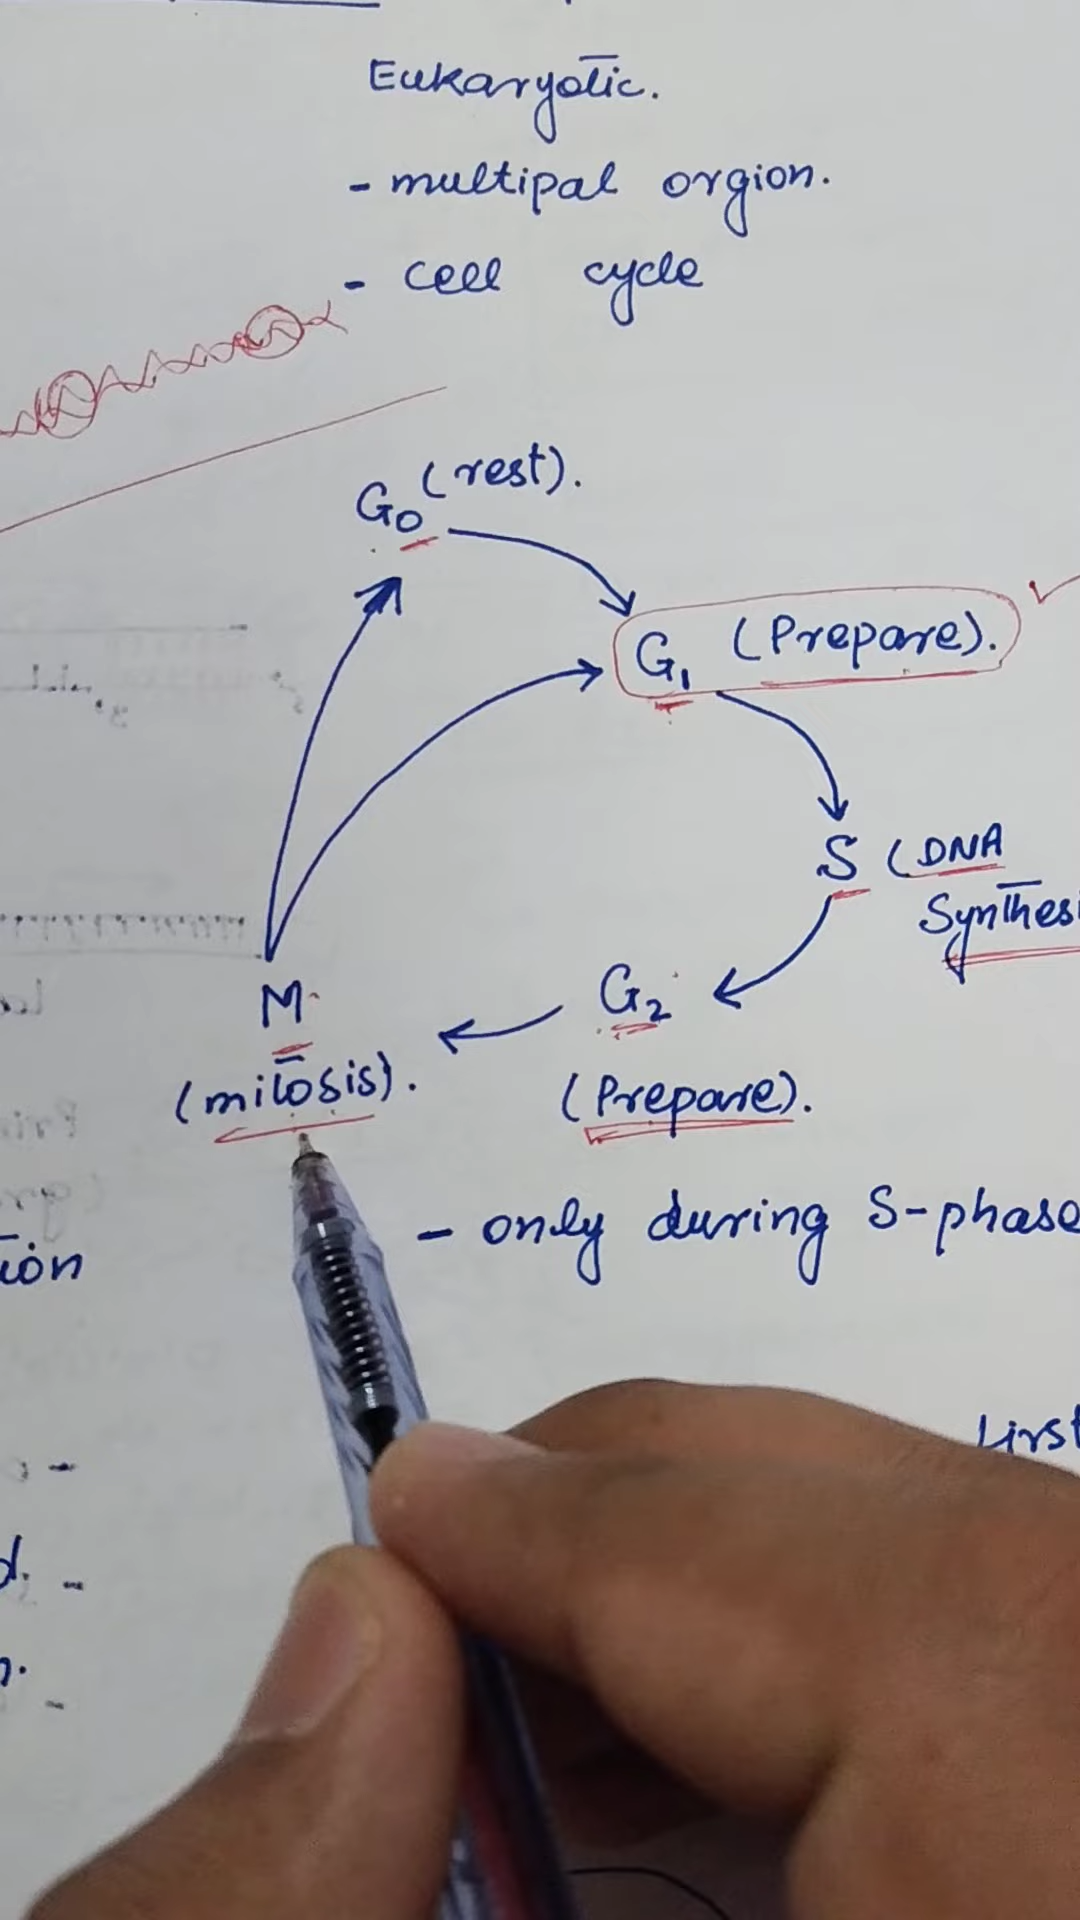 Eukaryotic.
- multipal orgion.
- cell cycle
G0 (rest).
G1 (Prepare).
S (DNA
Synthesi
G2
(Prepare).
M
(mitosis).
- only during S-phase